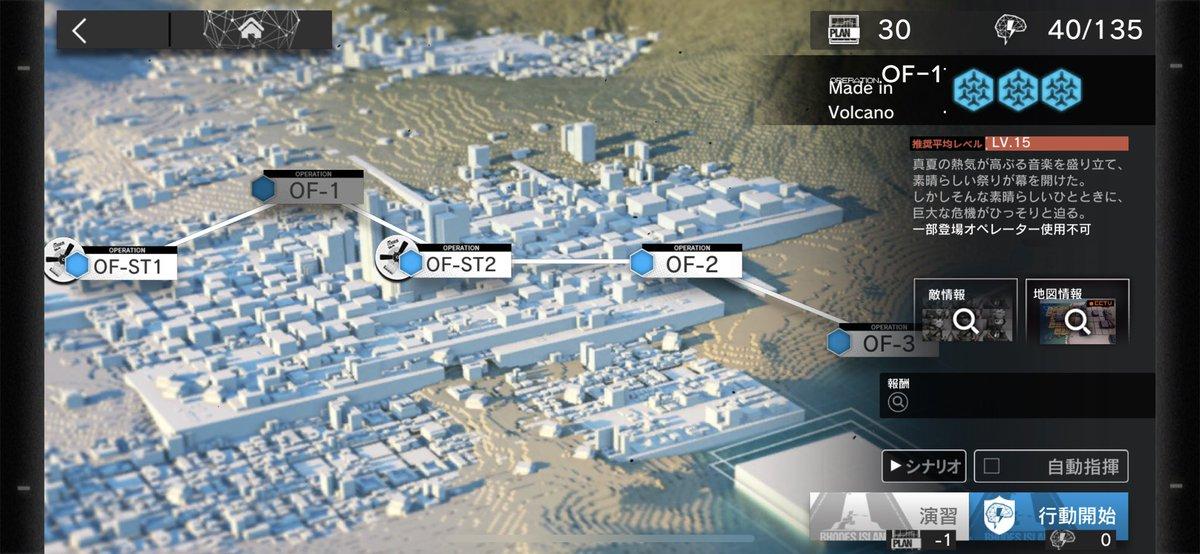 PLAN
30
40/135
OPERATION OF-1
Made in
Volcano
推奨平均レベル LV.15
真夏の熱気が高ぶる音楽を盛り立て、
素晴らしい祭りが幕を開けた。
しかしそんな素晴らしいひとときに、
巨大な危機がひっそりと迫る。
一部登場オペレーター使用不可
OPERATION
OF-1
OPERATION
OF-ST1
OPERATION
OF-ST2
OPERATION
OF-2
OPERATION
OF-3
敵情報
地図情報
CCTV
報酬
シナリオ
自動指揮
演習
行動開始
RHODES ISLAN
PLAN -1
0